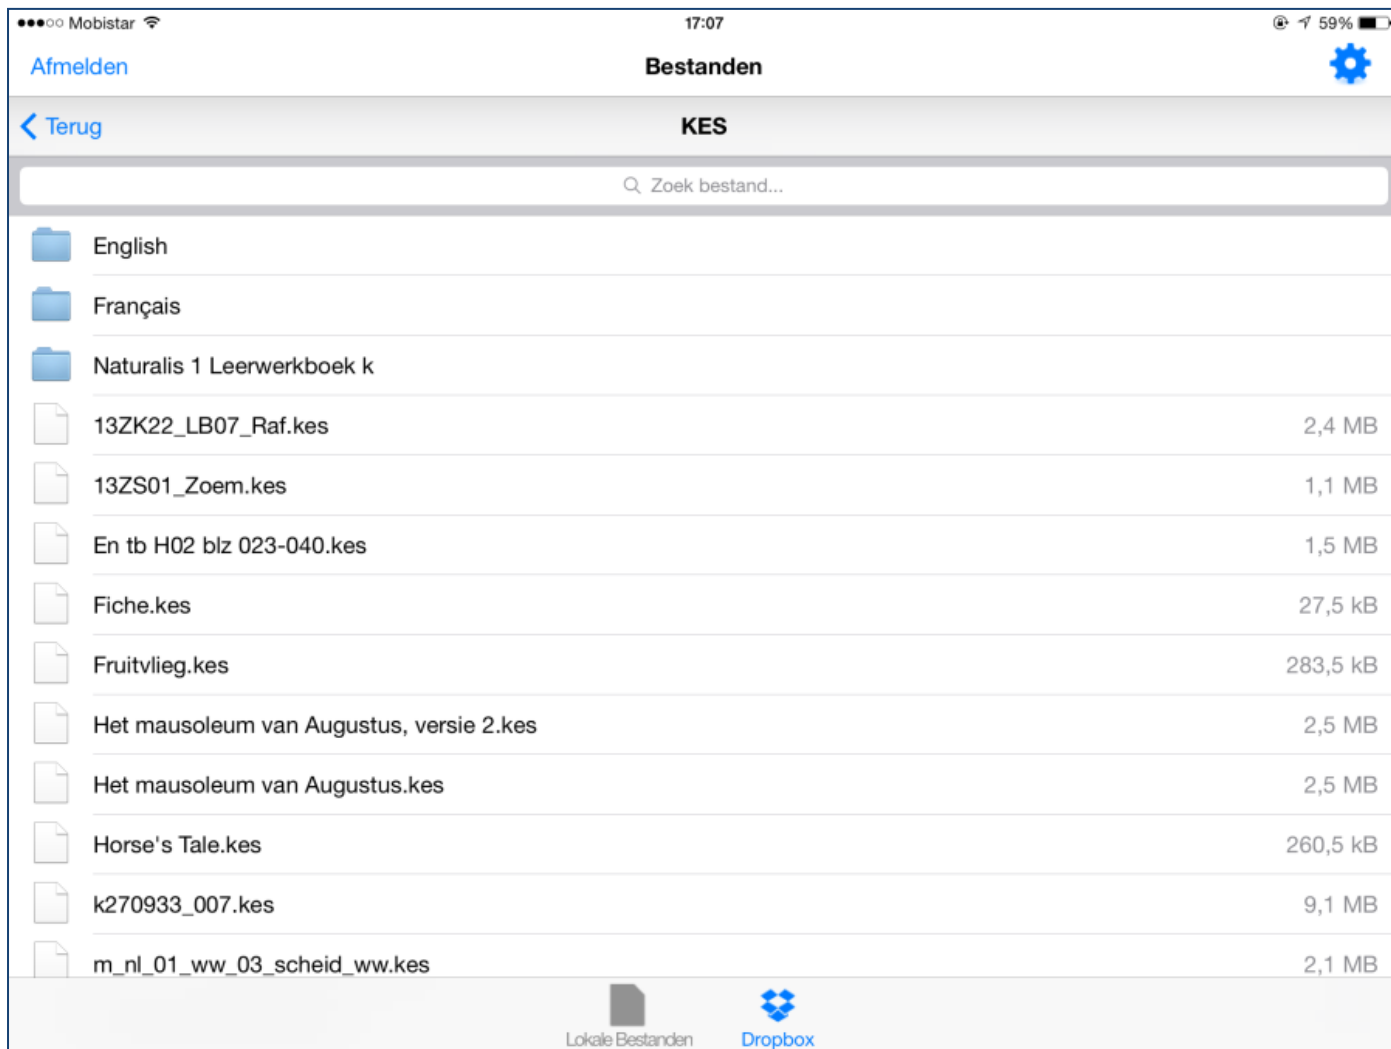 Mobistar 17:07 59%
Afmelden Bestanden
Terug KES
Zoek bestand...
English
Français
Naturalis 1 Leerwerkboek k
13ZK22_LB07_Raf.kes 2,4 MB
13ZS01_Zoem.kes 1,1 MB
En tb H02 blz 023-040.kes 1,5 MB
Fiche.kes 27,5 kB
Fruitvlieg.kes 283,5 kB
Het mausoleum van Augustus, versie 2.kes 2,5 MB
Het mausoleum van Augustus.kes 2,5 MB
Horse's Tale.kes 260,5 kB
k270933_007.kes 9,1 MB
m_nl_01_ww_03_scheid_ww.kes 2,1 MB
Lokale Bestanden Dropbox